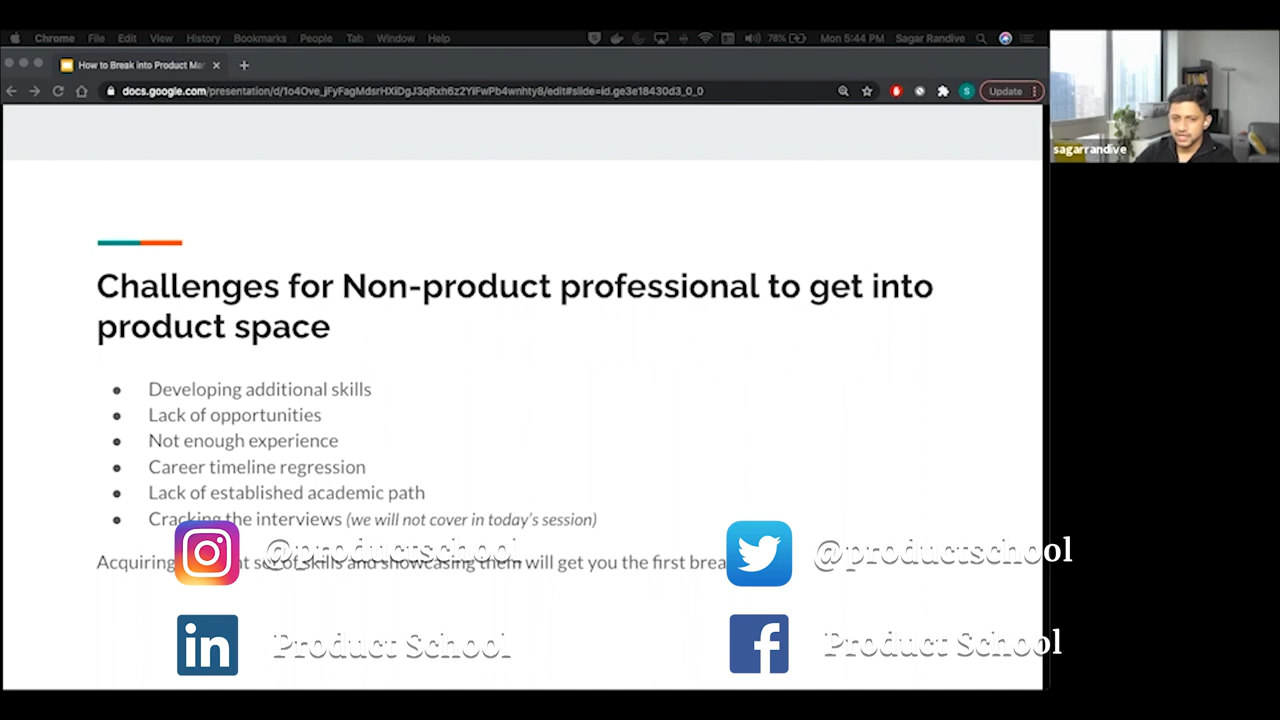 Chrome File Edit View History Bookmarks People Tab Window Help 78% Mon 5:44 PM Sagar Randive
How to Break into Product Mar
docs.google.com/presentation/d/1o4Ove_jFyFagMdsrHXiDgJ3qRxh6z2YiFwPb4wnhty8/edit#slide=id.ge3e18430d3_0_0 S Update
sagarrandive
Challenges for Non-product professional to get into
product space
Developing additional skills
Lack of opportunities
Not enough experience
Career timeline regression
Lack of established academic path
Cracking the interviews (we will not cover in today's session)
Acquiring set of skills and showcasing them will get you the first
@productschool @productschool
in Product School f Product School